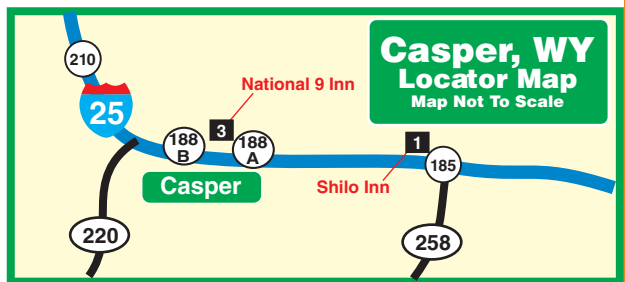 Casper, WY
Locator Map
Map Not To Scale
210
25
National 9 Inn
3
188
B
188
A
1
185
Casper
Shilo Inn
220
258